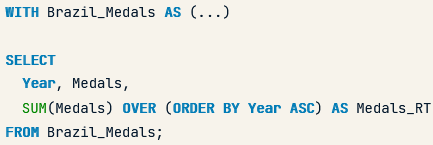 WITH Brazil_Medals AS (...)
SELECT
Year, Medals,
SUM(Medals) OVER (ORDER BY Year ASC) AS Medals_RT
FROM Brazil_Medals;